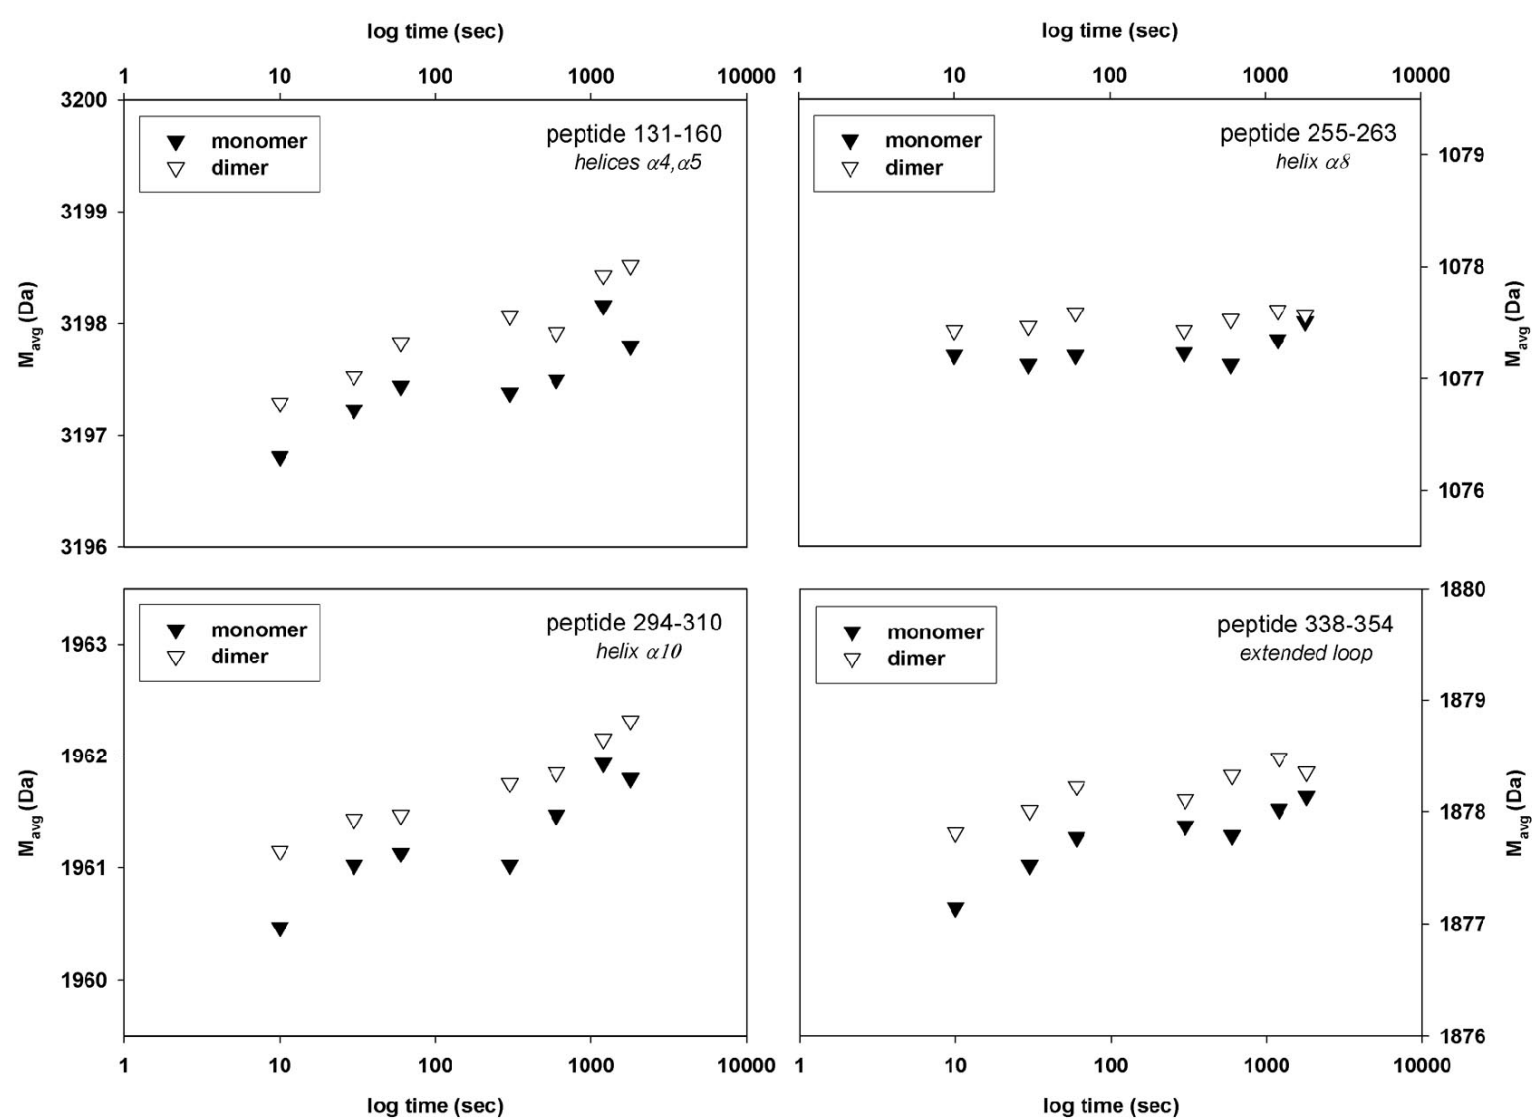 log time (sec)
log time (sec)
1 10 100 1000 10000
1 10 100 1000 10000
3200
3199
3198
3197
3196
M_avg (Da)
monomer
dimer
peptide 131-160
helices α4,α5
monomer
dimer
peptide 255-263
helix α8
1079
1078
1077
1076
M_avg (Da)
1963
1962
1961
1960
M_avg (Da)
monomer
dimer
peptide 294-310
helix α10
monomer
dimer
peptide 338-354
extended loop
1880
1879
1878
1877
1876
M_avg (Da)
1 10 100 1000 10000
1 10 100 1000 10000
log time (sec)
log time (sec)